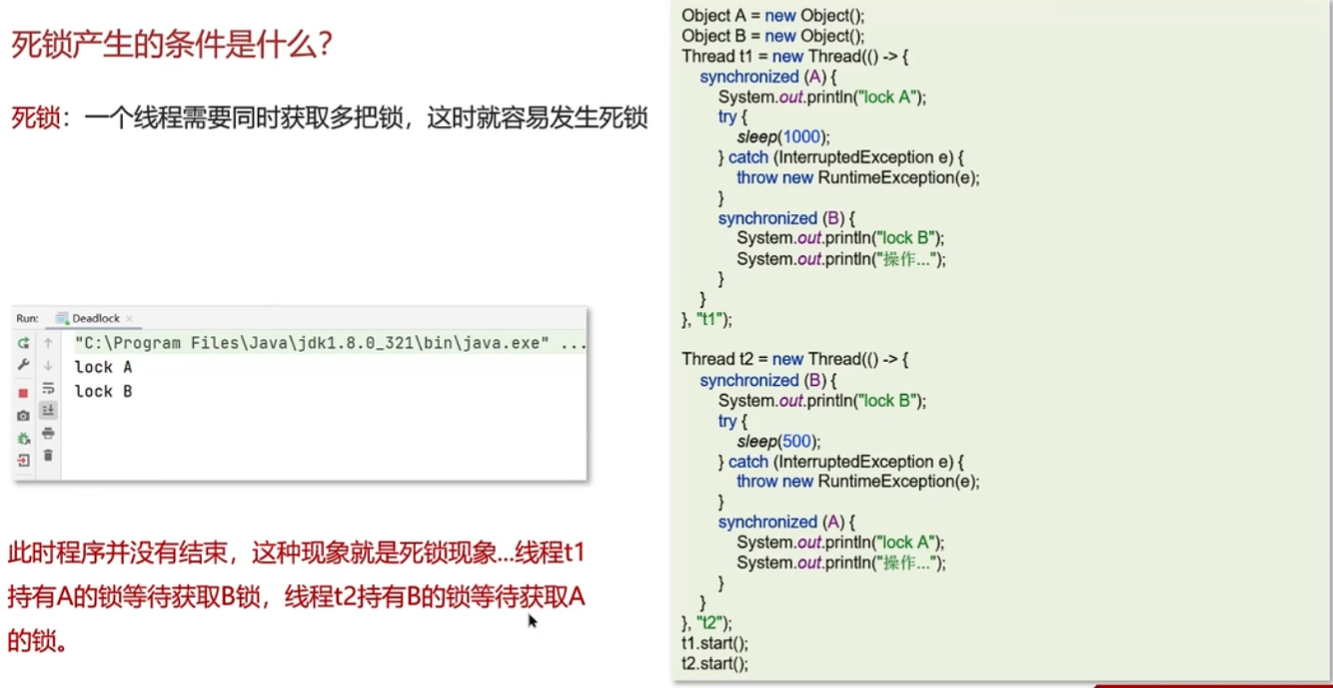 死锁产生的条件是什么？
死锁：一个线程需要同时获取多把锁，这时就容易发生死锁
Run: Deadlock
"C:\Program Files\Java\jdk1.8.0_321\bin\java.exe" ...
lock A
lock B
此时程序并没有结束，这种现象就是死锁现象...线程t1
持有A的锁等待获取B锁，线程t2持有B的锁等待获取A
的锁。
Object A = new Object();
Object B = new Object();
Thread t1 = new Thread(() -> {
synchronized (A) {
System.out.println("lock A");
try {
sleep(1000);
} catch (InterruptedException e) {
throw new RuntimeException(e);
}
synchronized (B) {
System.out.println("lock B");
System.out.println("操作...");
}
}
}, "t1");
Thread t2 = new Thread(() -> {
synchronized (B) {
System.out.println("lock B");
try {
sleep(500);
} catch (InterruptedException e) {
throw new RuntimeException(e);
}
synchronized (A) {
System.out.println("lock A");
System.out.println("操作...");
}
}
}, "t2");
t1.start();
t2.start();